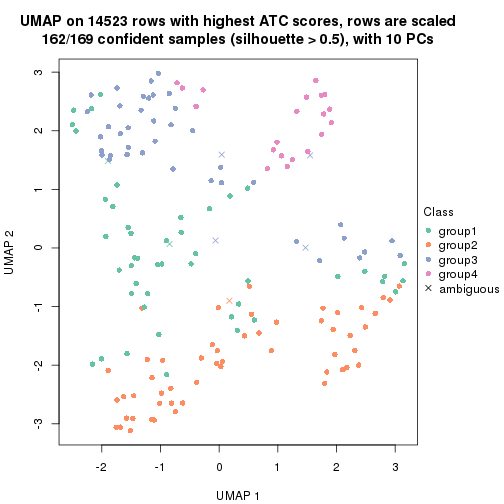 UMAP on 14523 rows with highest ATC scores, rows are scaled
162/169 confident samples (silhouette > 0.5), with 10 PCs
3
2
1
0
-1
-2
-3
UMAP 2
-2
-1
0
1
2
3
UMAP 1
Class
group1
group2
group3
group4
ambiguous